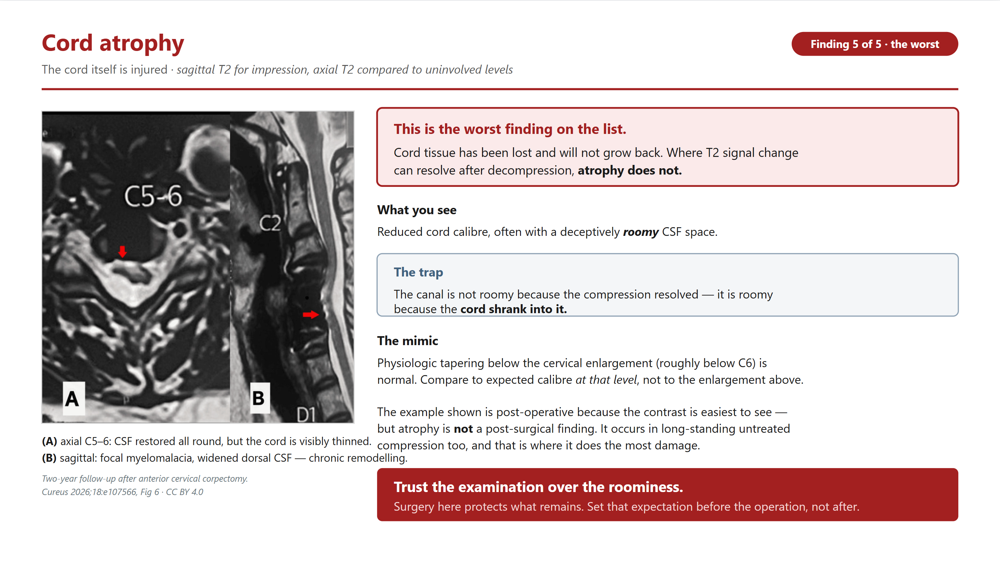 Cord atrophy
Finding 5 of 5 · the worst
The cord itself is injured · sagittal T2 for impression, axial T2 compared to uninvolved levels
C5-6
C2
A
B
D1
(A) axial C5–6: CSF restored all round, but the cord is visibly thinned.
(B) sagittal: focal myelomalacia, widened dorsal CSF — chronic remodelling.
Two-year follow-up after anterior cervical corpectomy.
Cureus 2026;18:e107566, Fig 6 · CC BY 4.0
This is the worst finding on the list.
Cord tissue has been lost and will not grow back. Where T2 signal change
can resolve after decompression, atrophy does not.
What you see
Reduced cord calibre, often with a deceptively roomy CSF space.
The trap
The canal is not roomy because the compression resolved — it is roomy
because the cord shrank into it.
The mimic
Physiologic tapering below the cervical enlargement (roughly below C6) is
normal. Compare to expected calibre at that level, not to the enlargement above.
The example shown is post-operative because the contrast is easiest to see —
but atrophy is not a post-surgical finding. It occurs in long-standing untreated
compression too, and that is where it does the most damage.
Trust the examination over the roominess.
Surgery here protects what remains. Set that expectation before the operation, not after.